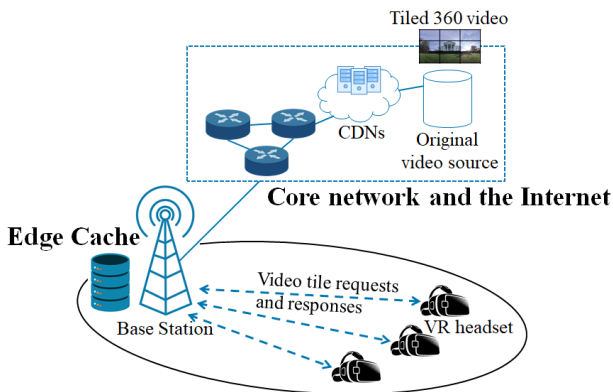 Tiled 360 video
CDNs
Original
video source
Core network and the Internet
Edge Cache
Base Station
Video tile requests
and responses
VR headset